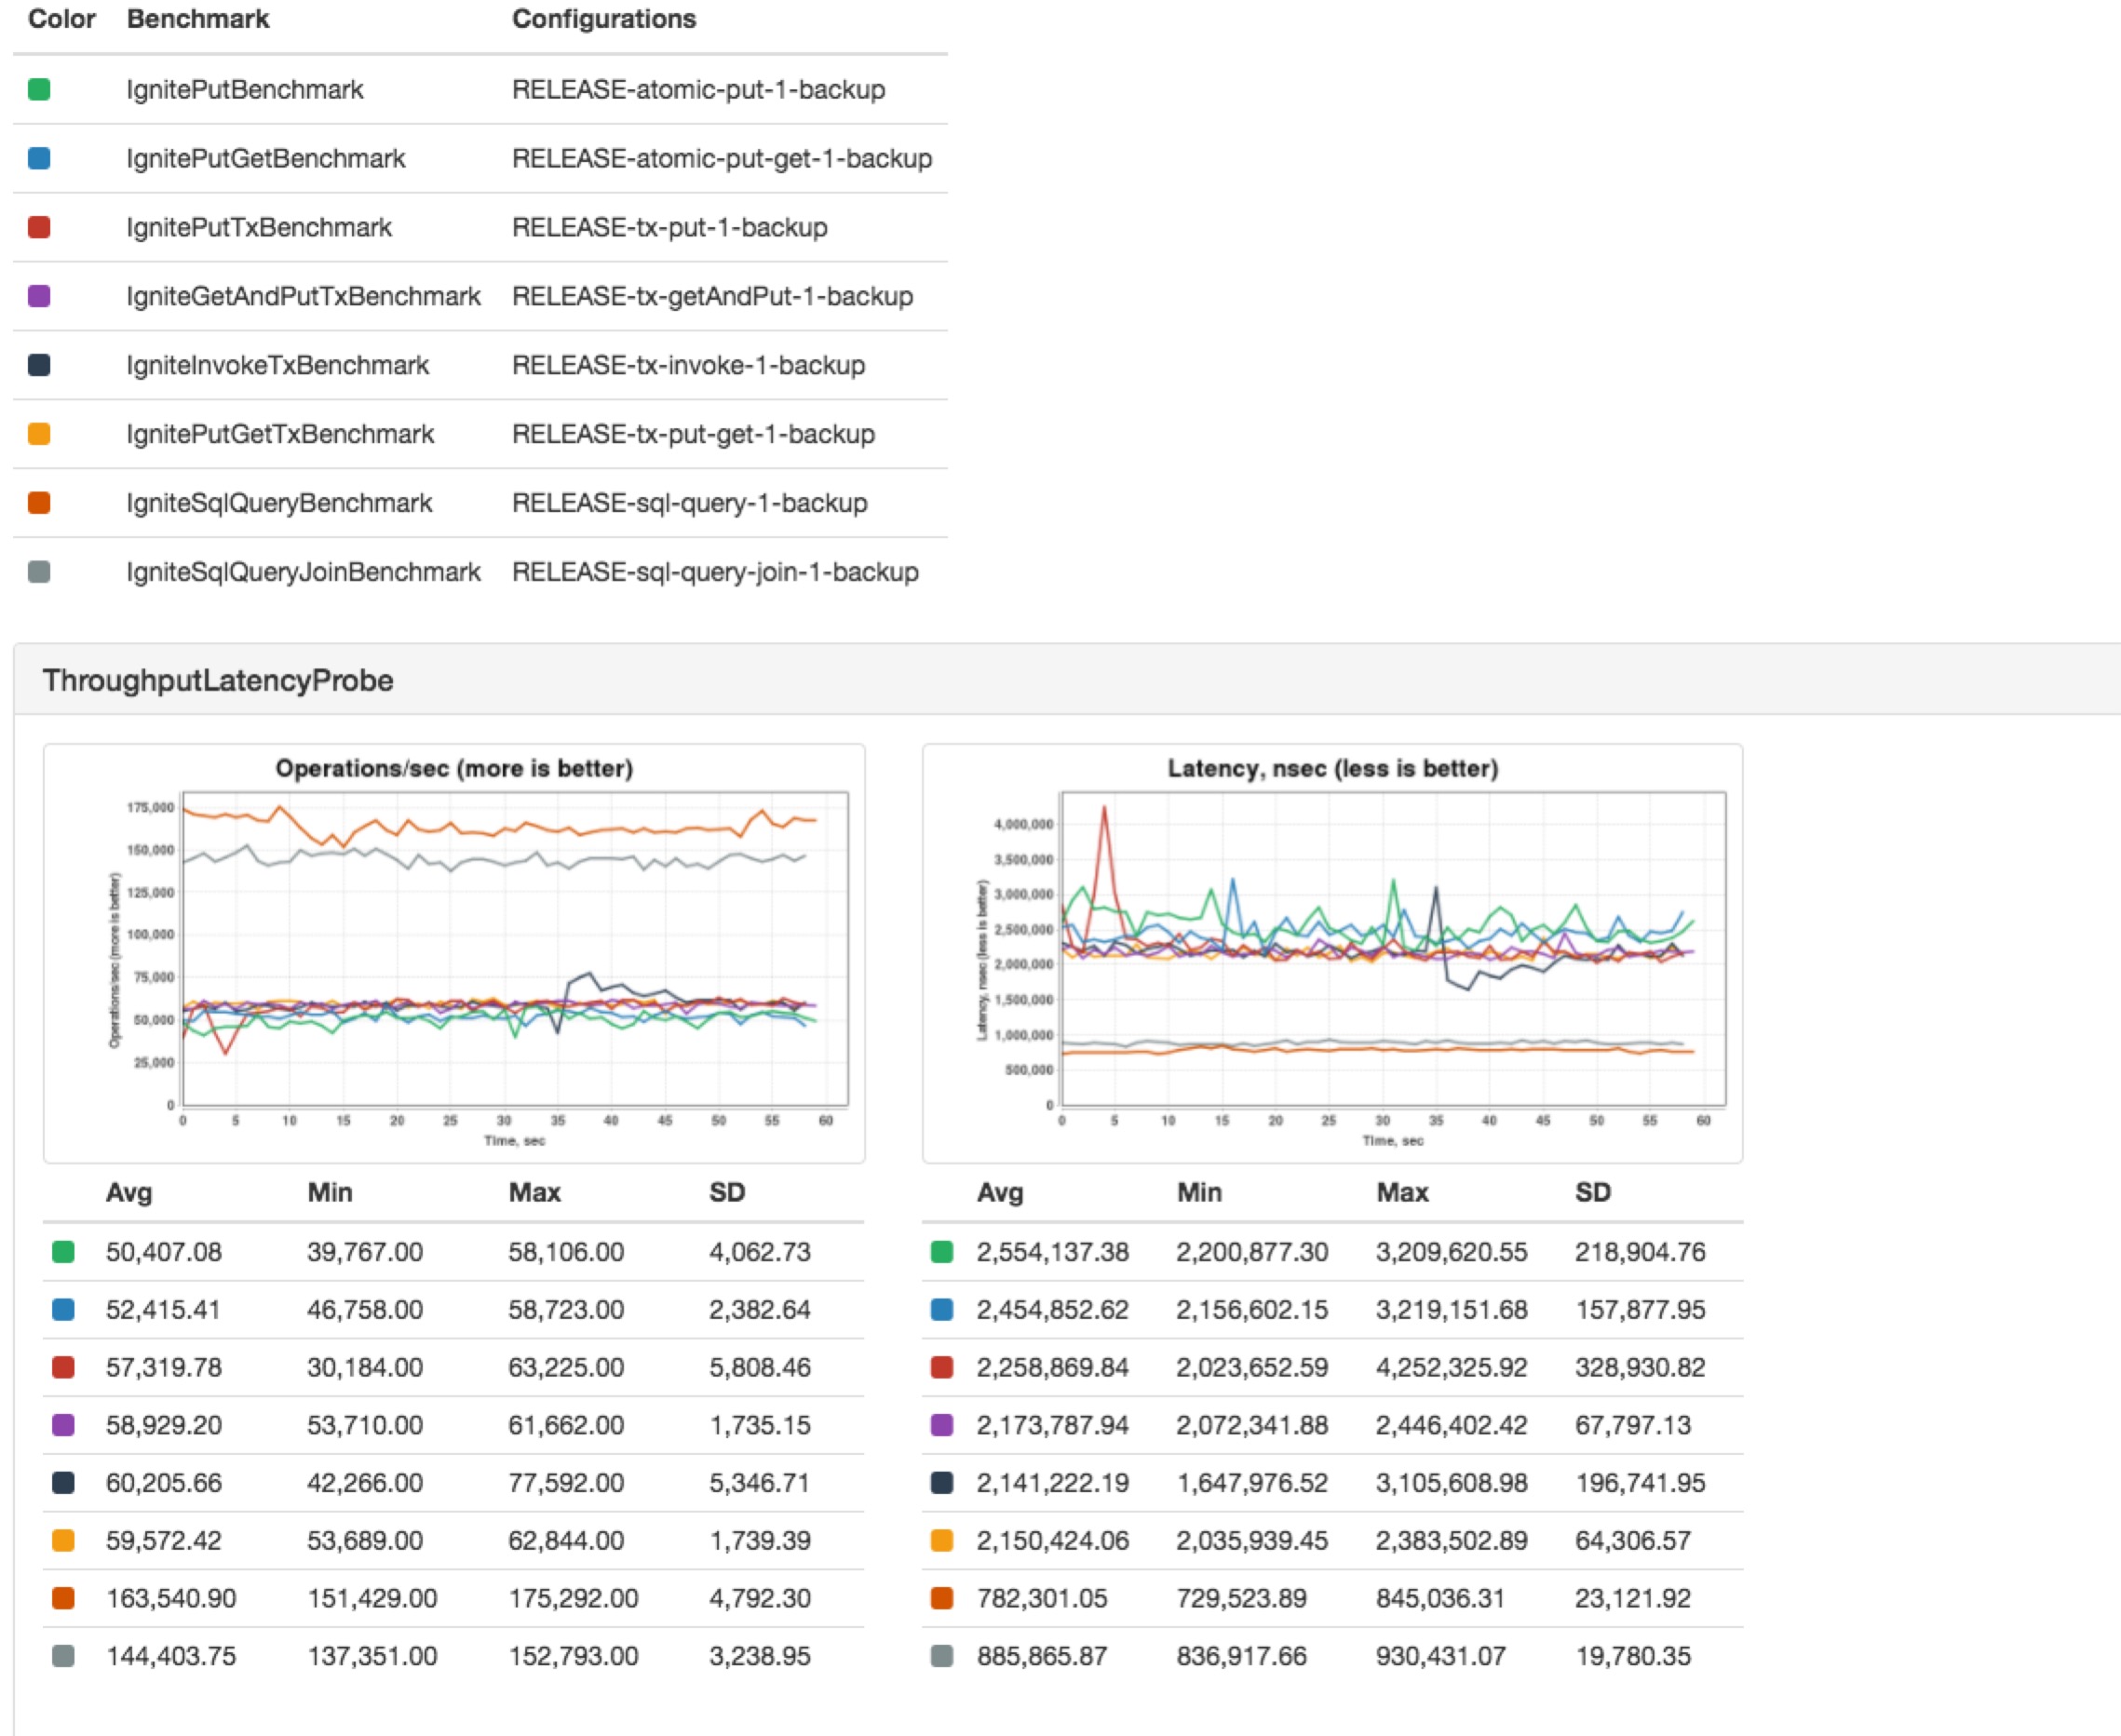 Color Benchmark Configurations
IgnitePutBenchmark RELEASE-atomic-put-1-backup
IgnitePutGetBenchmark RELEASE-atomic-put-get-1-backup
IgnitePutTxBenchmark RELEASE-tx-put-1-backup
IgniteGetAndPutTxBenchmark RELEASE-tx-getAndPut-1-backup
IgniteInvokeTxBenchmark RELEASE-tx-invoke-1-backup
IgnitePutGetTxBenchmark RELEASE-tx-put-get-1-backup
IgniteSqlQueryBenchmark RELEASE-sql-query-1-backup
IgniteSqlQueryJoinBenchmark RELEASE-sql-query-join-1-backup
ThroughputLatencyProbe
Operations/sec (more is better)
Operations/sec (more is better)
175,000
150,000
125,000
100,000
75,000
50,000
25,000
0
0 5 10 15 20 25 30 35 40 45 50 55 60
Time, sec
Avg Min Max SD
50,407.08 39,767.00 58,106.00 4,062.73
52,415.41 46,758.00 58,723.00 2,382.64
57,319.78 30,184.00 63,225.00 5,808.46
58,929.20 53,710.00 61,662.00 1,735.15
60,205.66 42,266.00 77,592.00 5,346.71
59,572.42 53,689.00 62,844.00 1,739.39
163,540.90 151,429.00 175,292.00 4,792.30
144,403.75 137,351.00 152,793.00 3,238.95
Latency, nsec (less is better)
Latency, nsec (less is better)
4,000,000
3,500,000
3,000,000
2,500,000
2,000,000
1,500,000
1,000,000
500,000
0
0 5 10 15 20 25 30 35 40 45 50 55 60
Time, sec
Avg Min Max SD
2,554,137.38 2,200,877.30 3,209,620.55 218,904.76
2,454,852.62 2,156,602.15 3,219,151.68 157,877.95
2,258,869.84 2,023,652.59 4,252,325.92 328,930.82
2,173,787.94 2,072,341.88 2,446,402.42 67,797.13
2,141,222.19 1,647,976.52 3,105,608.98 196,741.95
2,150,424.06 2,035,939.45 2,383,502.89 64,306.57
782,301.05 729,523.89 845,036.31 23,121.92
885,865.87 836,917.66 930,431.07 19,780.35